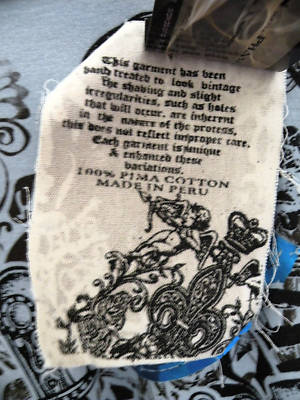 This garment has been
hand treated to look vintage
The shaving and slight
irregularities, such as holes
that will occur. are inherent
in the nature of the process,
this does not reflect improper care.
Each garment is unique
& enhanced these
variations.
100% PIMA COTTON
MADE IN PERU